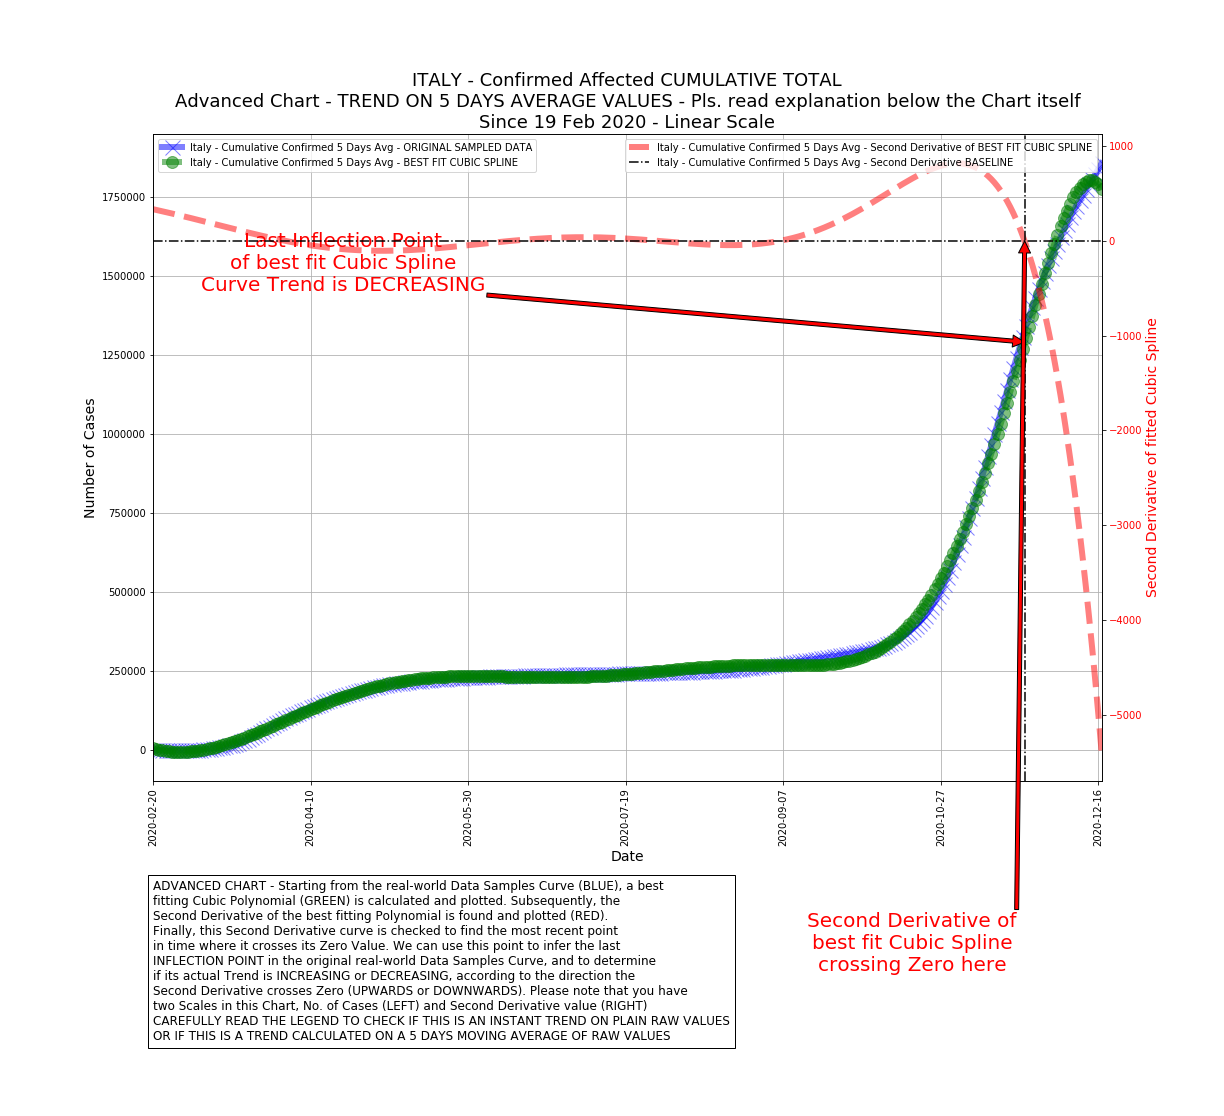 ITALY - Confirmed Affected CUMULATIVE TOTAL
Advanced Chart - TREND ON 5 DAYS AVERAGE VALUES - Pls. read explanation below the Chart itself
Since 19 Feb 2020 - Linear Scale
Italy - Cumulative Confirmed 5 Days Avg - ORIGINAL SAMPLED DATA
Italy - Cumulative Confirmed 5 Days Avg - BEST FIT CUBIC SPLINE
Italy - Cumulative Confirmed 5 Days Avg - Second Derivative of BEST FIT CUBIC SPLINE
Italy - Cumulative Confirmed 5 Days Avg - Second Derivative BASELINE
Number of Cases
1750000
1500000
1250000
1000000
750000
500000
250000
0
Last Inflection Point
of best fit Cubic Spline
Curve Trend is DECREASING
1000
0
−1000
−2000
−3000
−4000
−5000
Second Derivative of fitted Cubic Spline
2020-02-20
2020-04-10
2020-05-30
2020-07-19
2020-09-07
2020-10-27
2020-12-16
Date
ADVANCED CHART - Starting from the real-world Data Samples Curve (BLUE), a best
fitting Cubic Polynomial (GREEN) is calculated and plotted. Subsequently, the
Second Derivative of the best fitting Polynomial is found and plotted (RED).
Finally, this Second Derivative curve is checked to find the most recent point
in time where it crosses its Zero Value. We can use this point to infer the last
INFLECTION POINT in the original real-world Data Samples Curve, and to determine
if its actual Trend is INCREASING or DECREASING, according to the direction the
Second Derivative crosses Zero (UPWARDS or DOWNWARDS). Please note that you have
two Scales in this Chart, No. of Cases (LEFT) and Second Derivative value (RIGHT)
CAREFULLY READ THE LEGEND TO CHECK IF THIS IS AN INSTANT TREND ON PLAIN RAW VALUES
OR IF THIS IS A TREND CALCULATED ON A 5 DAYS MOVING AVERAGE OF RAW VALUES
Second Derivative of
best fit Cubic Spline
crossing Zero here